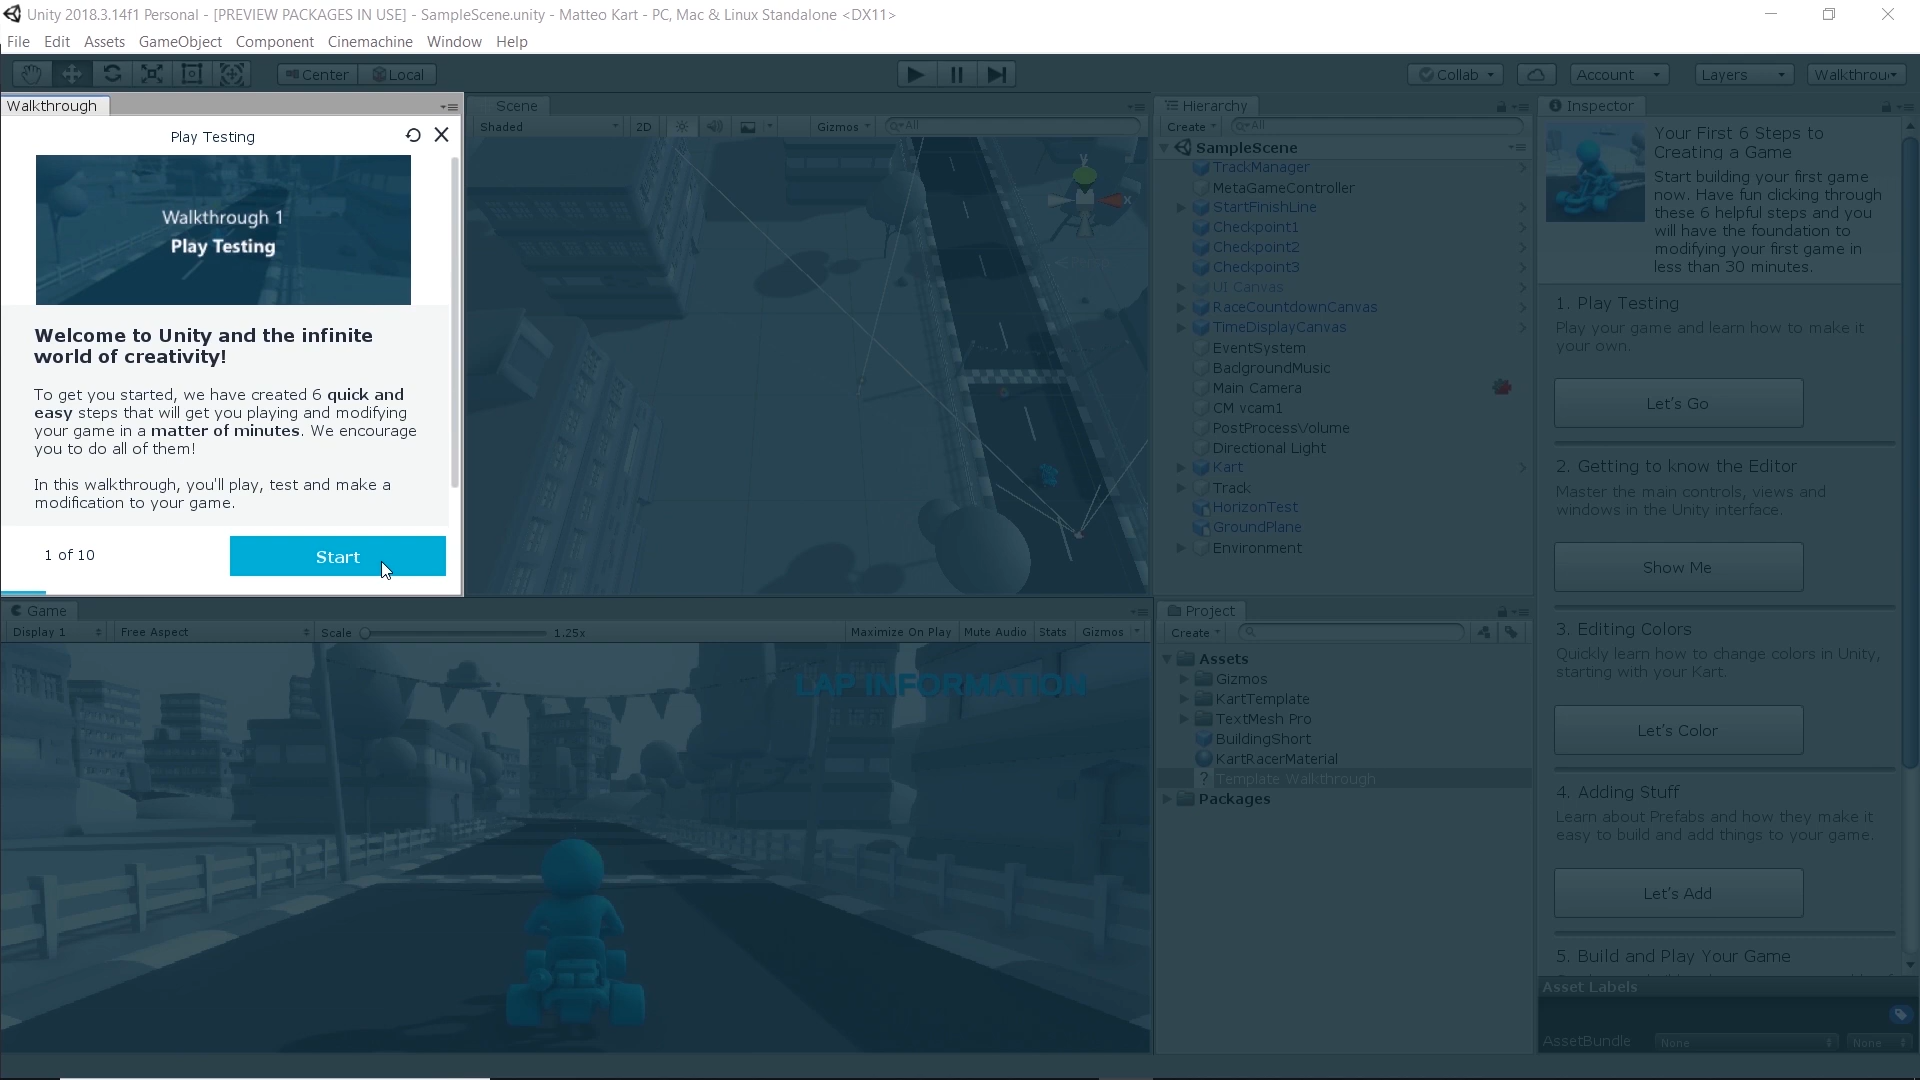 Unity 2018.3.14f1 Personal - [PREVIEW PACKAGES IN USE] - SampleScene.unity - Matteo Kart - PC, Mac & Linux Standalone <DX11>
File Edit Assets GameObject Component Cinemachine Window Help
Center Local Collab Account Layers Walkthrou
Walkthrough
Play Testing
Walkthrough 1
Play Testing
Welcome to Unity and the infinite
world of creativity!
To get you started, we have created 6 quick and
easy steps that will get you playing and modifying
your game in a matter of minutes. We encourage
you to do all of them!
In this walkthrough, you'll play, test and make a
modification to your game.
1 of 10
Start
Scene
Shaded 2D Gizmos All
y
x
Hierarchy
Create All
SampleScene
TrackManager
MetaGameController
StartFinishLine
Checkpoint1
Checkpoint2
Checkpoint3
UI Canvas
RaceCountdownCanvas
TimeDisplayCanvas
EventSystem
BaclgroundMusic
Main Camera
CM vcam1
PostProcessVolume
Directional Light
Kart
Track
HorizonTest
GroundPlane
Environment
Inspector
Your First 6 Steps to
Creating a Game
Start building your first game
now. Have fun clicking through
these 6 helpful steps and you
will have the foundation to
modifying your first game in
less than 30 minutes.
1. Play Testing
Play your game and learn how to make it
your own.
Let's Go
2. Getting to know the Editor
Master the main controls, views and
windows in the Unity interface.
Show Me
3. Editing Colors
Quickly learn how to change colors in Unity,
starting with your Kart.
Let's Color
4. Adding Stuff
Learn about Prefabs and how they make it
easy to build and add things to your game.
Let's Add
5. Build and Play Your Game
Asset Labels
AssetBundle None None
Game
Display 1 Free Aspect Scale 1.25x Maximize On Play Mute Audio Stats Gizmos
LAP INFORMATION
Project
Create
Assets
Gizmos
KartTemplate
TextMesh Pro
BuildingShort
KartRacerMaterial
Template Walkthrough
Packages